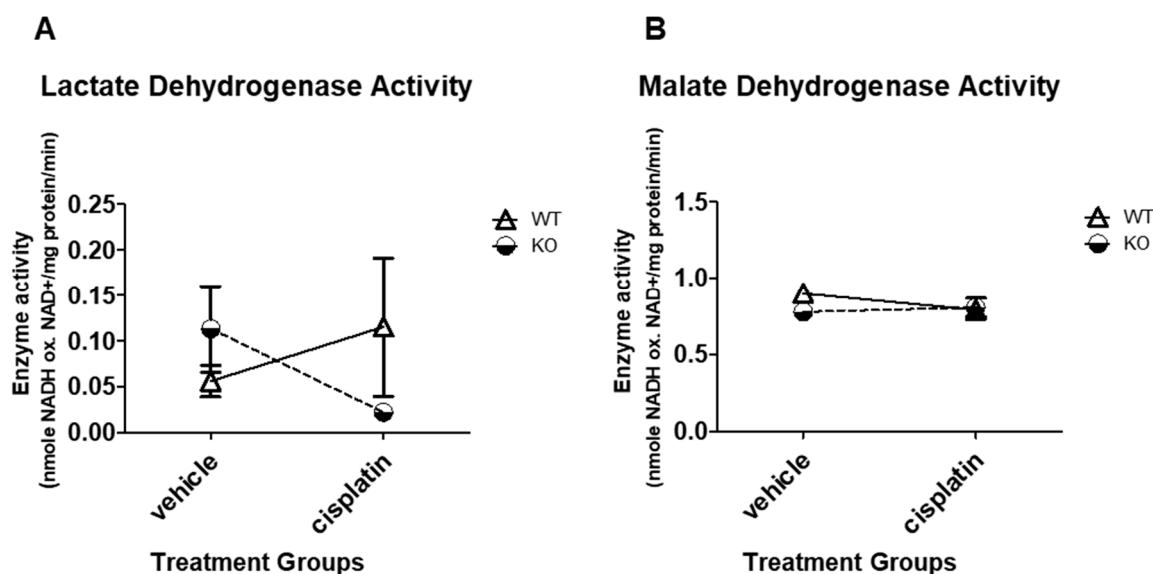 A
Lactate Dehydrogenase Activity
Enzyme activity
(nmole NADH ox. NAD+/mg protein/min)
0.25
0.20
0.15
0.10
0.05
0.00
WT
KO
vehicle
cisplatin
Treatment Groups
B
Malate Dehydrogenase Activity
Enzyme activity
(nmole NADH ox. NAD+/mg protein/min)
1.5
1.0
0.5
0.0
WT
KO
vehicle
cisplatin
Treatment Groups